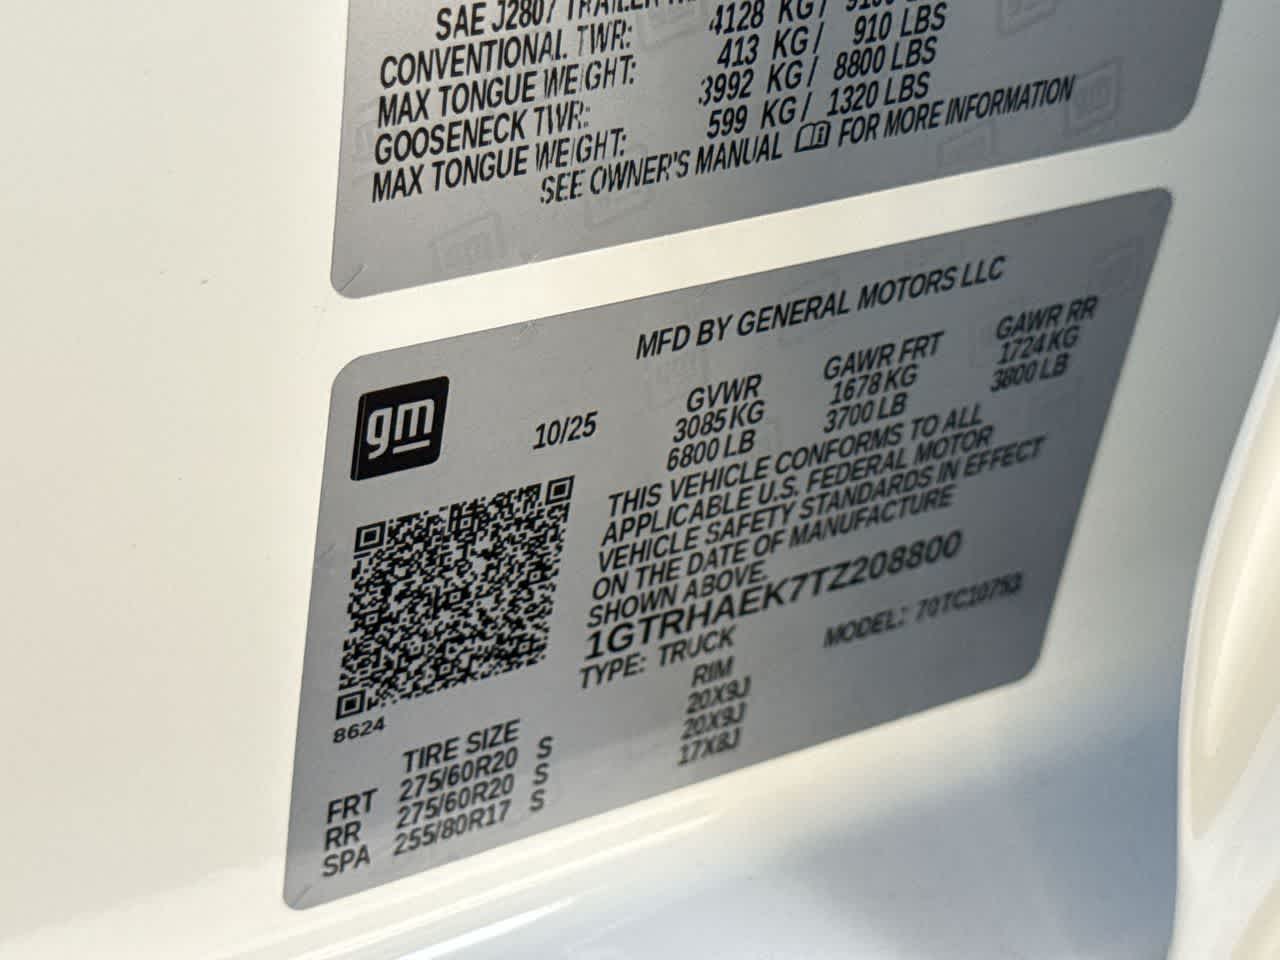 SAE J2807 TRAILER
CONVENTIONAL TWR: 4128 KG/ 9100 LBS
MAX TONGUE WEIGHT: 413 KG/ 910 LBS
GOOSENECK TWR: 3992 KG/ 8800 LBS
MAX TONGUE WEIGHT: 599 KG/ 1320 LBS
SEE OWNER'S MANUAL FOR MORE INFORMATION
MFD BY GENERAL MOTORS LLC
gm
10/25
GVWR GAWR FRT GAWR RR
3085 KG 1678 KG 1724 KG
6800 LB 3700 LB 3800 LB
THIS VEHICLE CONFORMS TO ALL
APPLICABLE U.S. FEDERAL MOTOR
VEHICLE SAFETY STANDARDS IN EFFECT
ON THE DATE OF MANUFACTURE
SHOWN ABOVE.
1GTRHAEK7TZ208800
TYPE: TRUCK MODEL: 70TC10753
8624
TIRE SIZE RIM
FRT 275/60R20 S 20X9J
RR 275/60R20 S 20X9J
SPA 255/80R17 S 17X8J